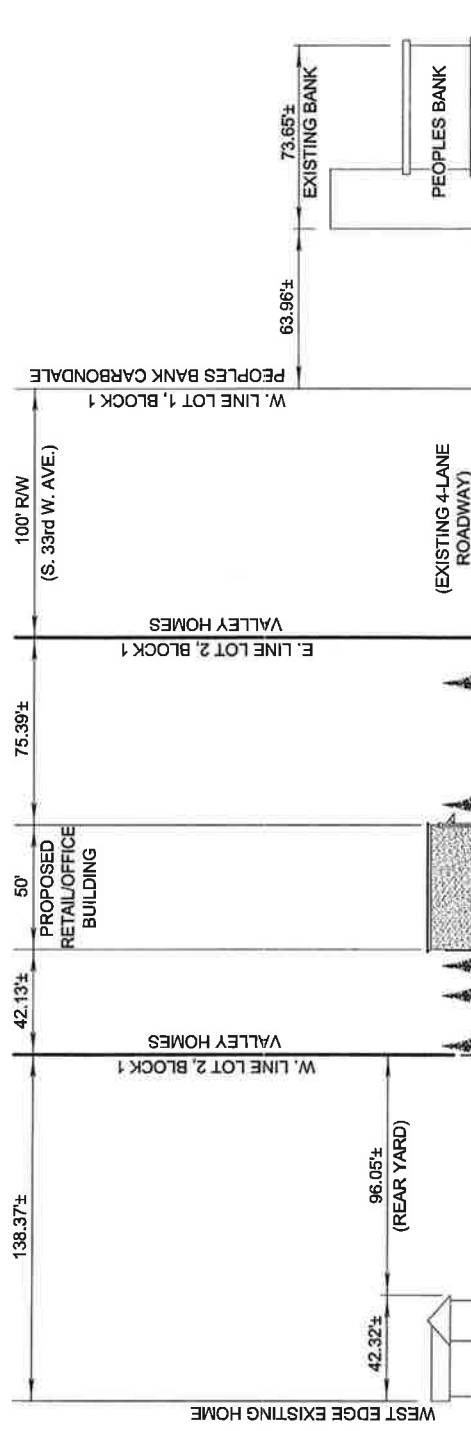 138.37'±
42.13'±
50'
PROPOSED
RETAIL/OFFICE
BUILDING
75.39'±
100' R/W
(S. 33rd W. AVE.)
73.65'±
EXISTING BANK
63.96'±
W. LINE LOT 2, BLOCK 1
VALLEY HOMES
E. LINE LOT 2, BLOCK 1
VALLEY HOMES
W. LINE LOT 1, BLOCK 1
PEOPLES BANK CARBONDALE
96.05'±
(REAR YARD)
42.32'±
WEST EDGE EXISTING HOME
(EXISTING 4-LANE
ROADWAY)
PEOPLES BANK